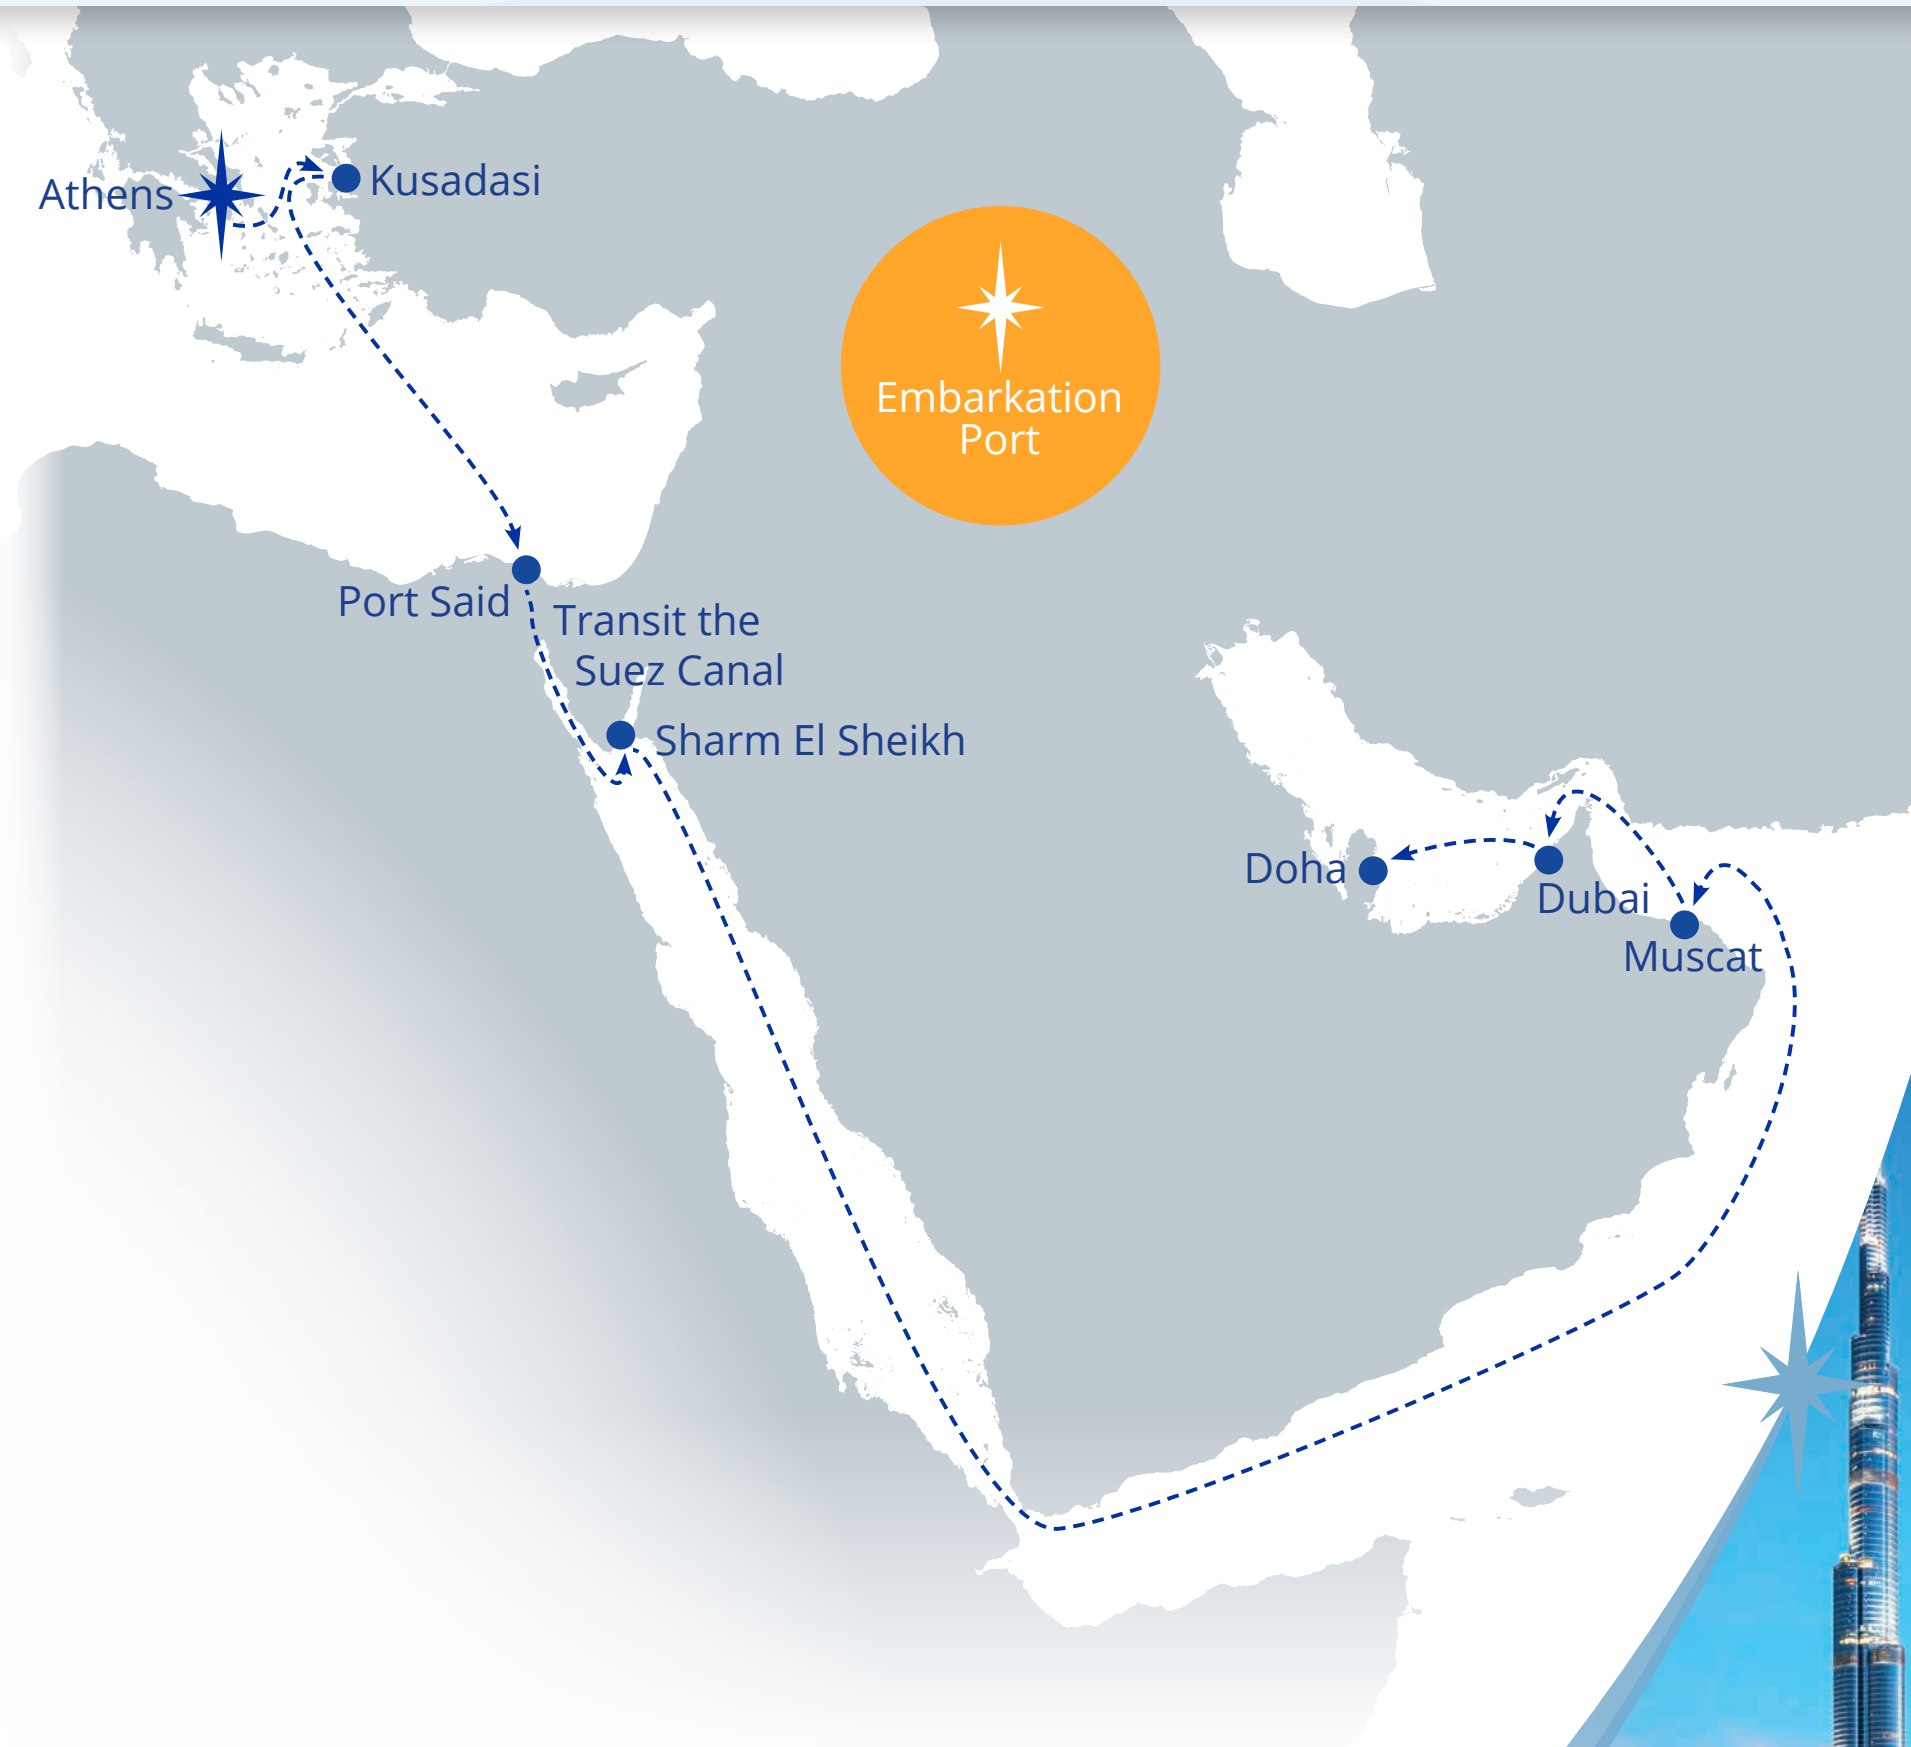 Kusadasi
Athens
Embarkation
Port
Port Said
Transit the
Suez Canal
Sharm El Sheikh
Doha
Dubai
Muscat